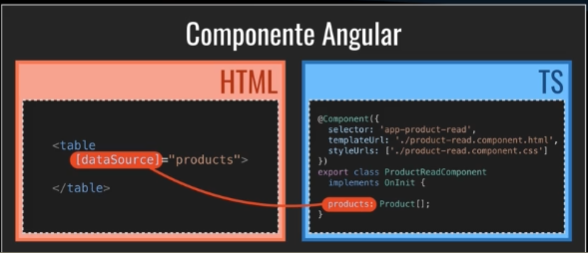 Componente Angular
HTML
<table
[dataSource]="products">
</table>
TS
@Component({
selector: 'app-product-read',
templateUrl: './product-read.component.html',
styleUrls: ['./product-read.component.css']
})
export class ProductReadComponent
implements OnInit {
products: Product[];
}